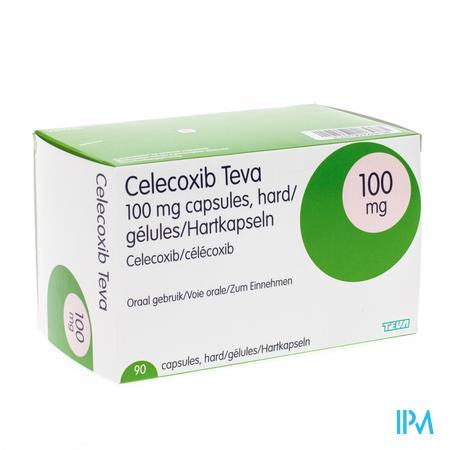 Celecoxib Teva
100 mg capsules, hard/
gélules/Hartkapseln
Celecoxib/célécoxib
Oraal gebruik/Voie orale/Zum Einnehmen
90 capsules, hard/gélules/Hartkapseln
100
mg
TEVA
Celecoxib Teva
100
mg
IPM